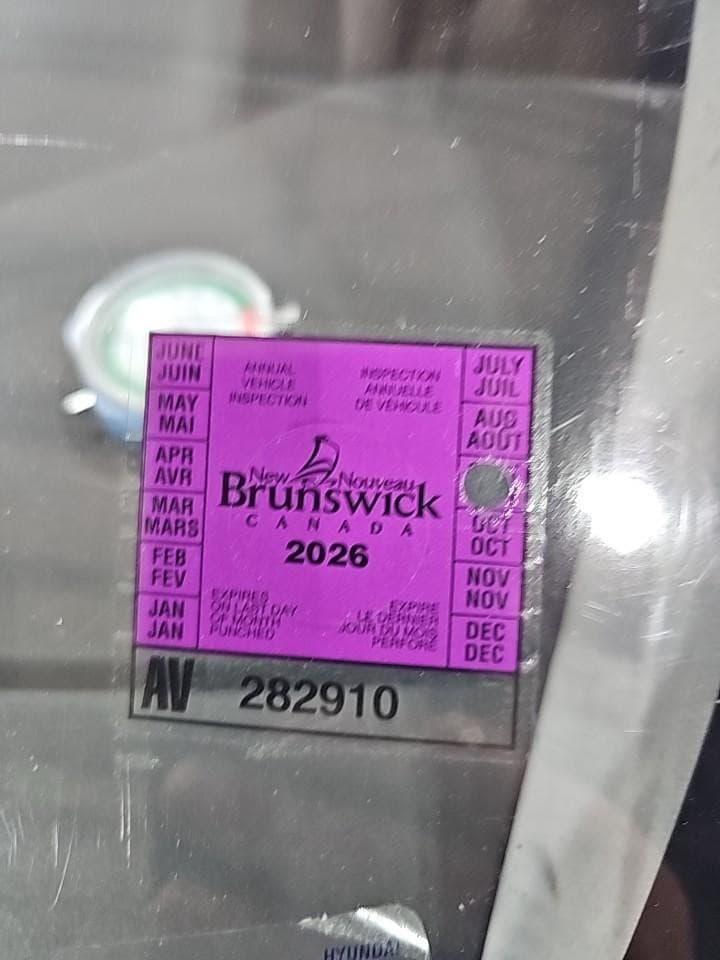 JUNE
JUIN
MAY
MAI
APR
AVR
MAR
MARS
FEB
FEV
JAN
JAN
ANNUAL
VEHICLE
INSPECTION
INSPECTION
ANNUELLE
DE VÉHICULE
New Nouveau
Brunswick
CANADA
2026
EXPIRES
ON LAST DAY
OF MONTH
PUNCHED
EXPIRE
LE DERNIER
JOUR DU MOIS
PERFORÉ
JULY
JUIL
AUG
AOÛT
OCT
OCT
NOV
NOV
DEC
DEC
AV 282910
HYUNDAI